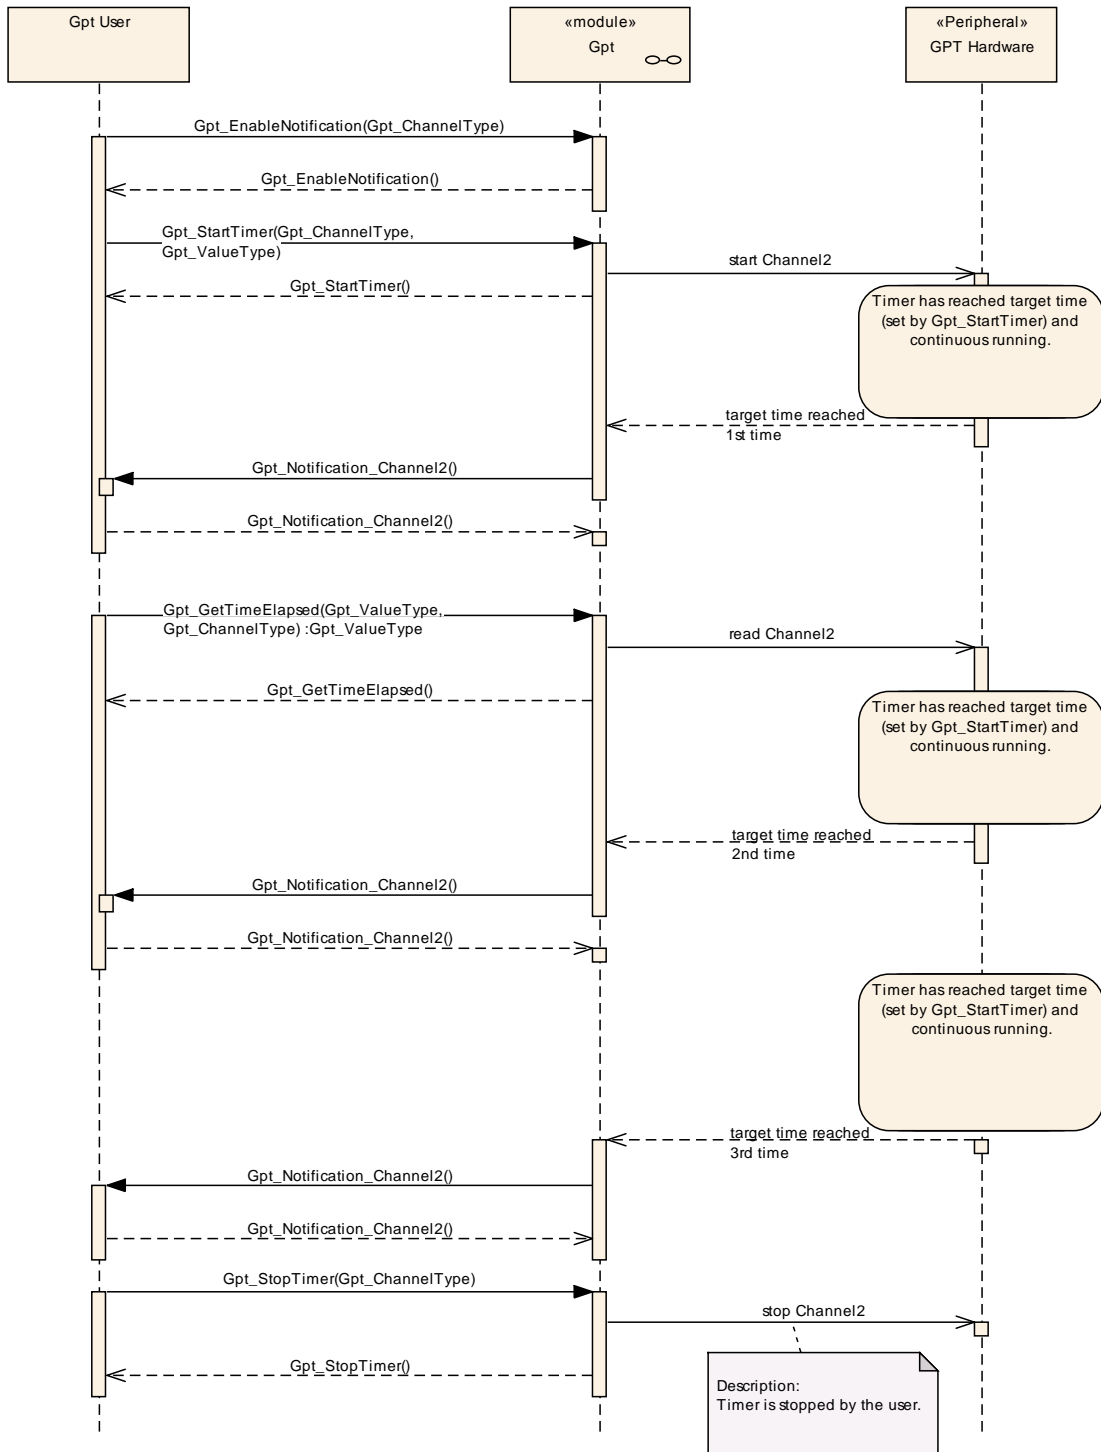 Gpt User
«module»
Gpt
«Peripheral»
GPT Hardware
Gpt_EnableNotification(Gpt_ChannelType)
Gpt_EnableNotification()
Gpt_StartTimer(Gpt_ChannelType,
Gpt_ValueType)
start Channel2
Gpt_StartTimer()
Timer has reached target time
(set by Gpt_StartTimer) and
continuous running.
target time reached
1st time
Gpt_Notification_Channel2()
Gpt_Notification_Channel2()
Gpt_GetTimeElapsed(Gpt_ValueType,
Gpt_ChannelType) :Gpt_ValueType
read Channel2
Gpt_GetTimeElapsed()
Timer has reached target time
(set by Gpt_StartTimer) and
continuous running.
target time reached
2nd time
Gpt_Notification_Channel2()
Gpt_Notification_Channel2()
Timer has reached target time
(set by Gpt_StartTimer) and
continuous running.
target time reached
3rd time
Gpt_Notification_Channel2()
Gpt_Notification_Channel2()
Gpt_StopTimer(Gpt_ChannelType)
stop Channel2
Gpt_StopTimer()
Description:
Timer is stopped by the user.